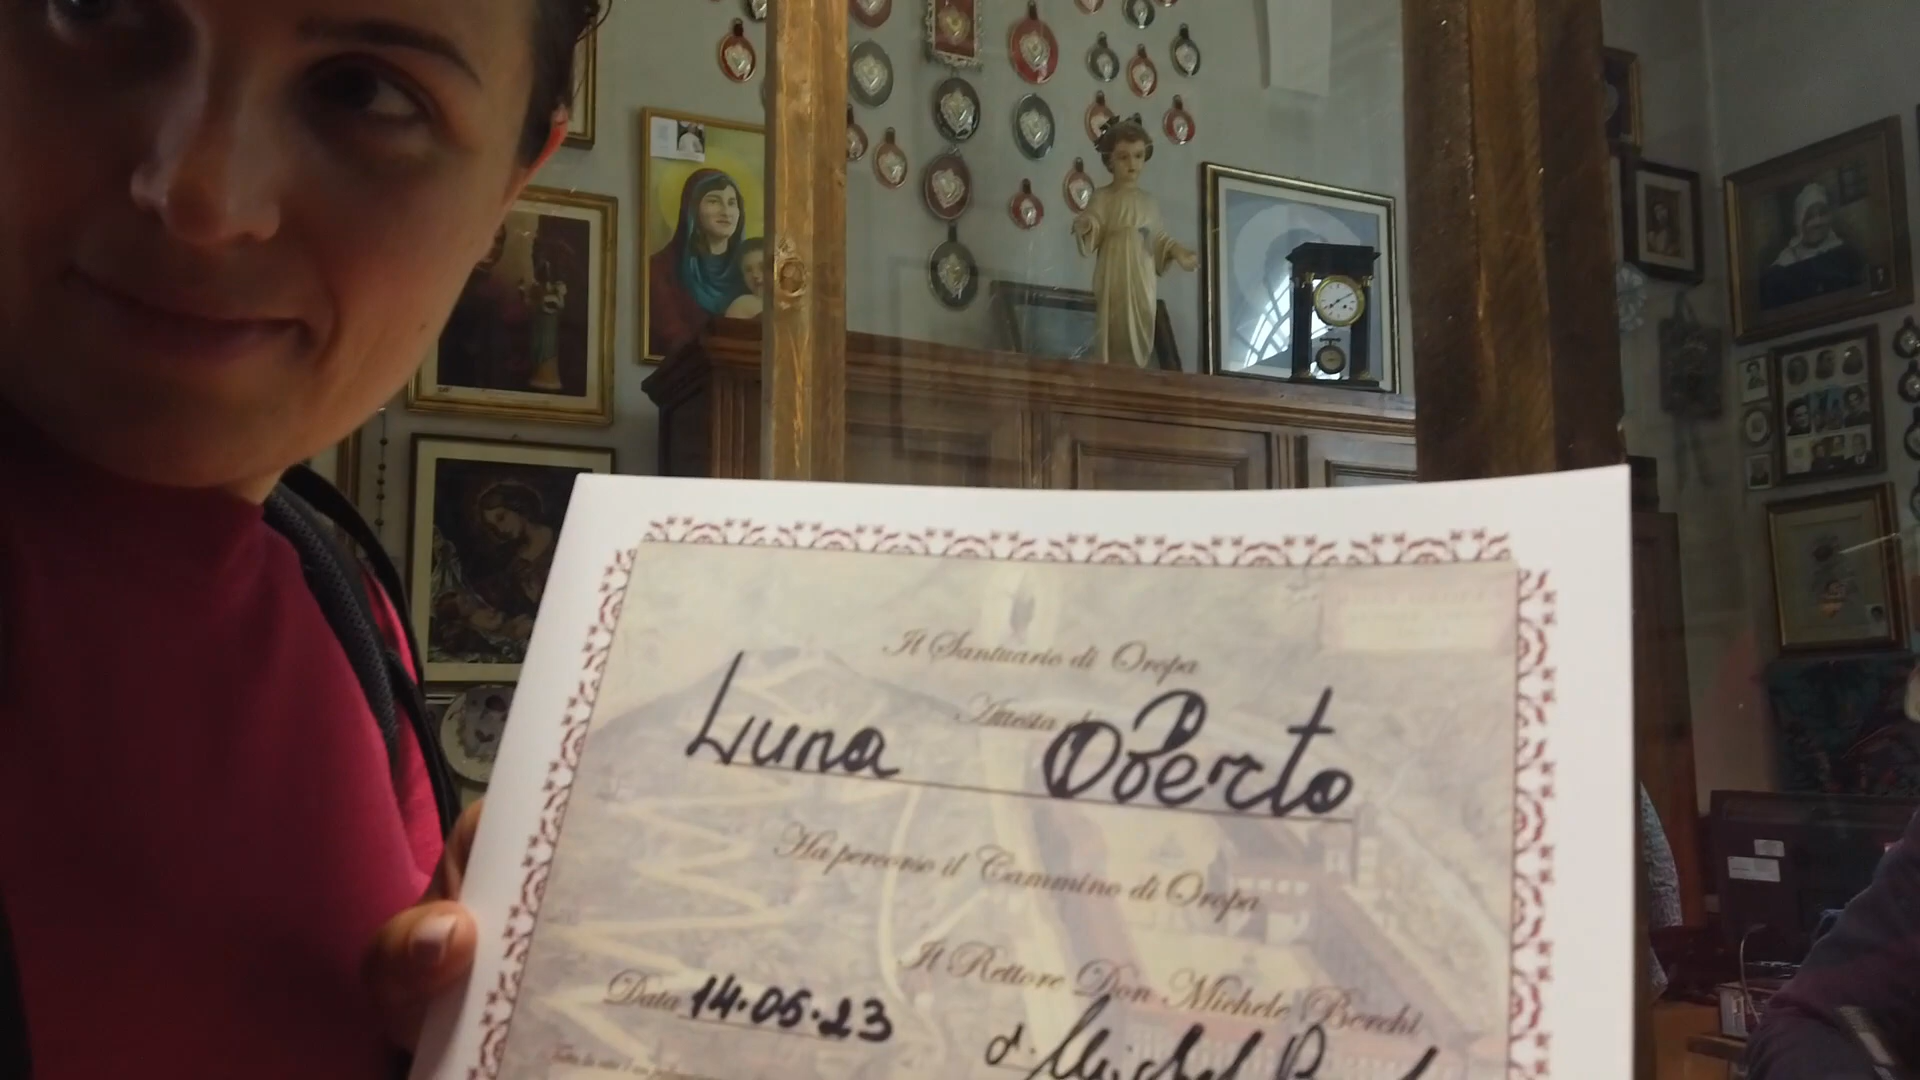 Il Santuario di Oropa
Attesta
Luna Oberto
Ha percorso il Cammino di Oropa
Il Rettore Don Michele Berchi
Data 14.05.23
d. Michel